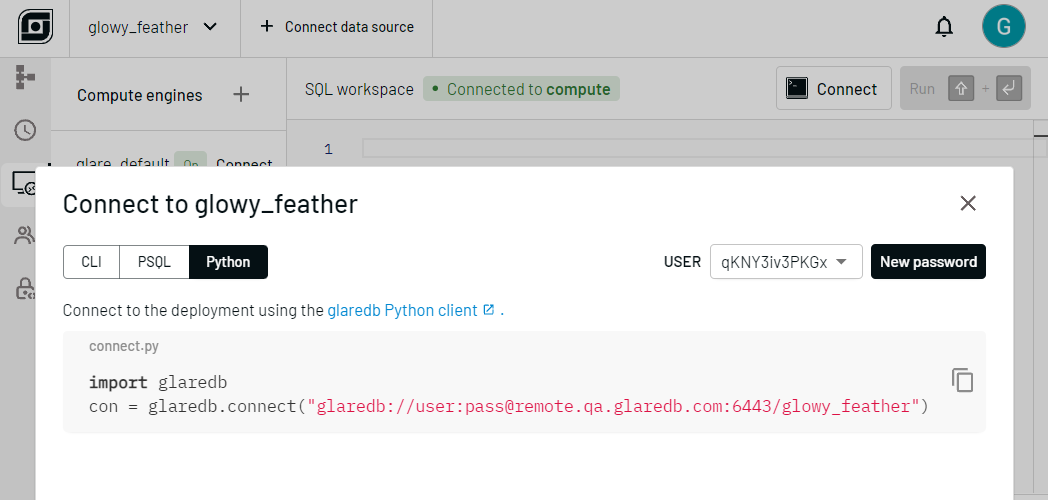 glowy_feather
+ Connect data source
G
Compute engines +
SQL workspace
• Connected to compute
Connect
Run + 
1
glare_default On Connect
Connect to glowy_feather
CLI PSQL Python
USER qKNY3iv3PKGx New password
Connect to the deployment using the glaredb Python client .
connect.py
import glaredb
con = glaredb.connect("glaredb://user:pass@remote.qa.glaredb.com:6443/glowy_feather")